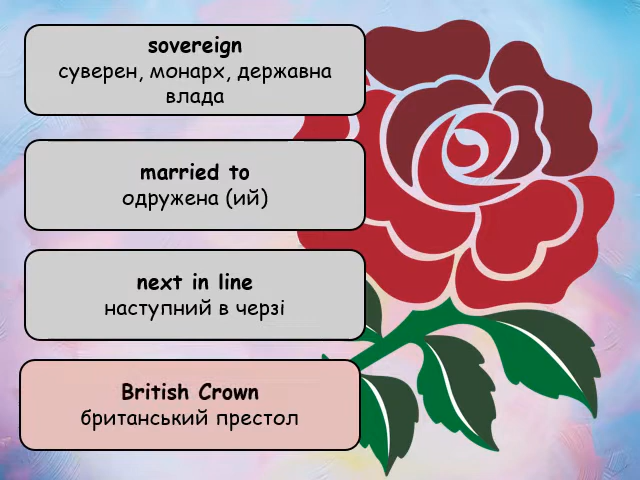 sovereign
суверен, монарх, державна
влада
married to
одружена (ий)
next in line
наступний в черзі
British Crown
британський престол